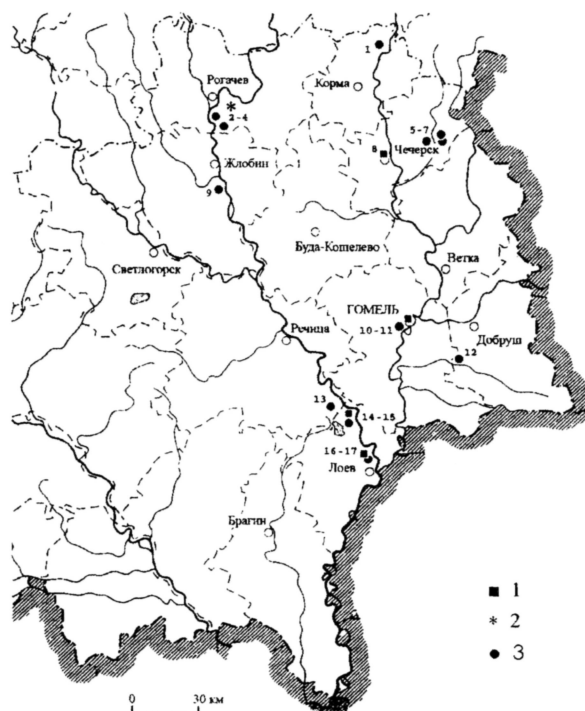 1
Рогачев
Корма
2-4
5-7
Чечерск
8
Жлобин
9
Буда-Кошелево
Ветка
Светлогорск
ГОМЕЛЬ
Речица
10-11
Добруш
12
13
14-15
16-17
Лоев
Брагин
1
2
3
0 30 км